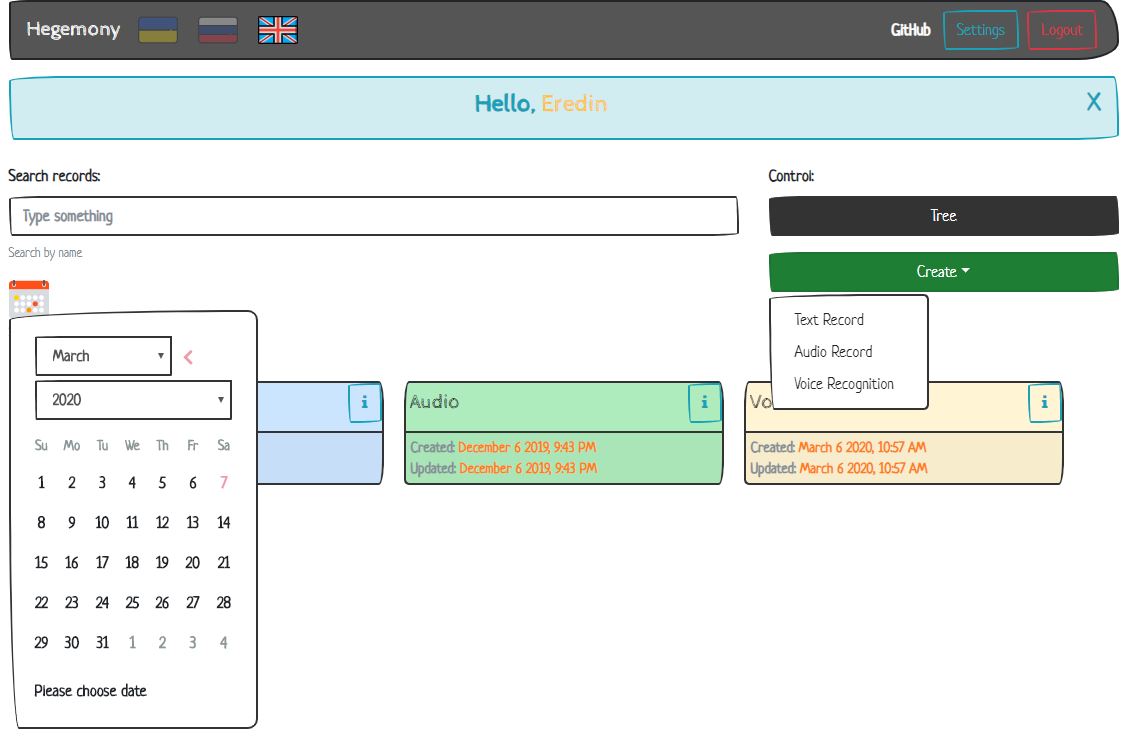 Hegemony GitHub Settings Logout
Hello, Eredin X
Search records:
Type something
Search by name
Control:
Tree
Create
Text Record
Audio Record
Voice Recognition
March
2020
Su Mo Tu We Th Fr Sa
1 2 3 4 5 6 7
8 9 10 11 12 13 14
15 16 17 18 19 20 21
22 23 24 25 26 27 28
29 30 31 1 2 3 4
Please choose date
i
Audio i
Created: December 6 2019, 9:43 PM
Updated: December 6 2019, 9:43 PM
Vo i
Created: March 6 2020, 10:57 AM
Updated: March 6 2020, 10:57 AM